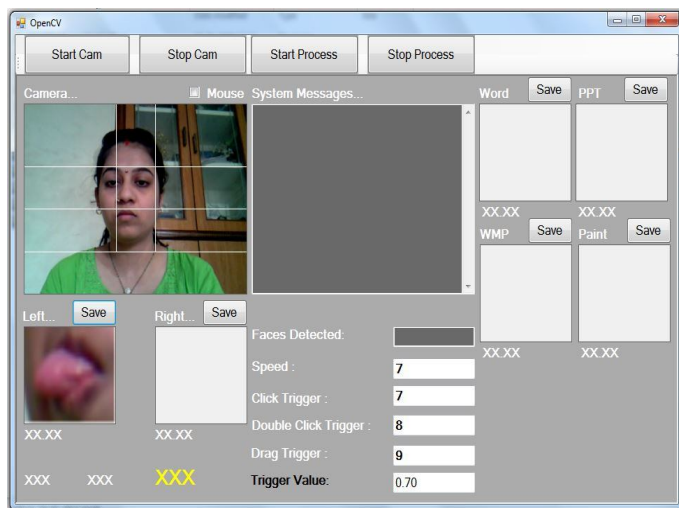 OpenCV
Start Cam Stop Cam Start Process Stop Process
Camera... Mouse System Messages... Word Save PPT Save
XX.XX XX.XX
WMP Save Paint Save
Left... Save Right... Save
Faces Detected:
XX.XX XX.XX
Speed : 7
Click Trigger : 7
Double Click Trigger : 8
XX.XX XX.XX
Drag Trigger : 9
XXX XXX XXX Trigger Value: 0.70